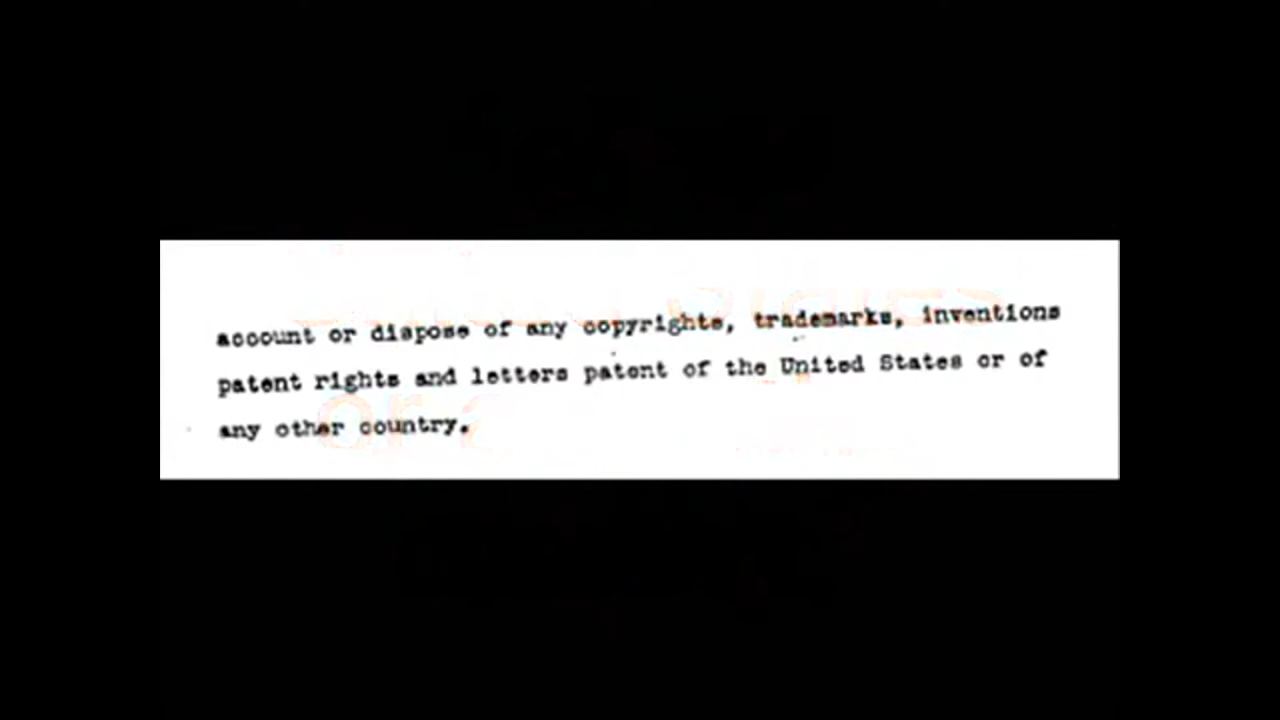 account or dispose of any copyrights, trademarks, inventions
patent rights and letters patent of the United States or of
any other country.